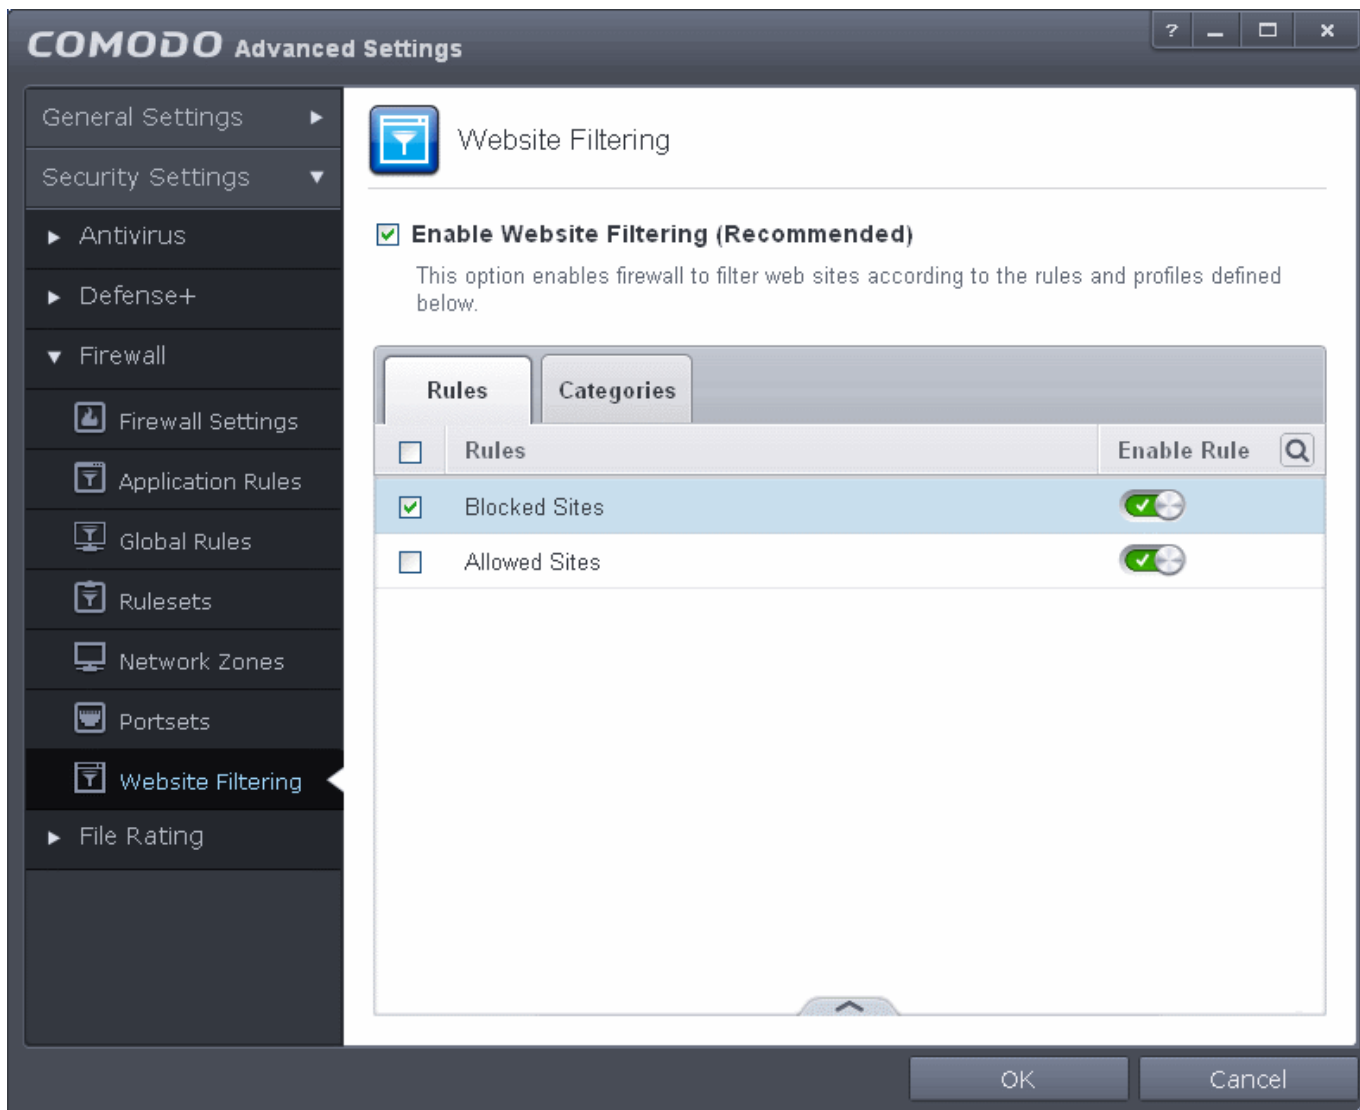 COMODO Advanced Settings
?
General Settings
Security Settings
Antivirus
Defense+
Firewall
Firewall Settings
Application Rules
Global Rules
Rulesets
Network Zones
Portsets
Website Filtering
File Rating
Website Filtering
Enable Website Filtering (Recommended)
This option enables firewall to filter web sites according to the rules and profiles defined
below.
Rules Categories
Rules Enable Rule
Blocked Sites
Allowed Sites
OK Cancel